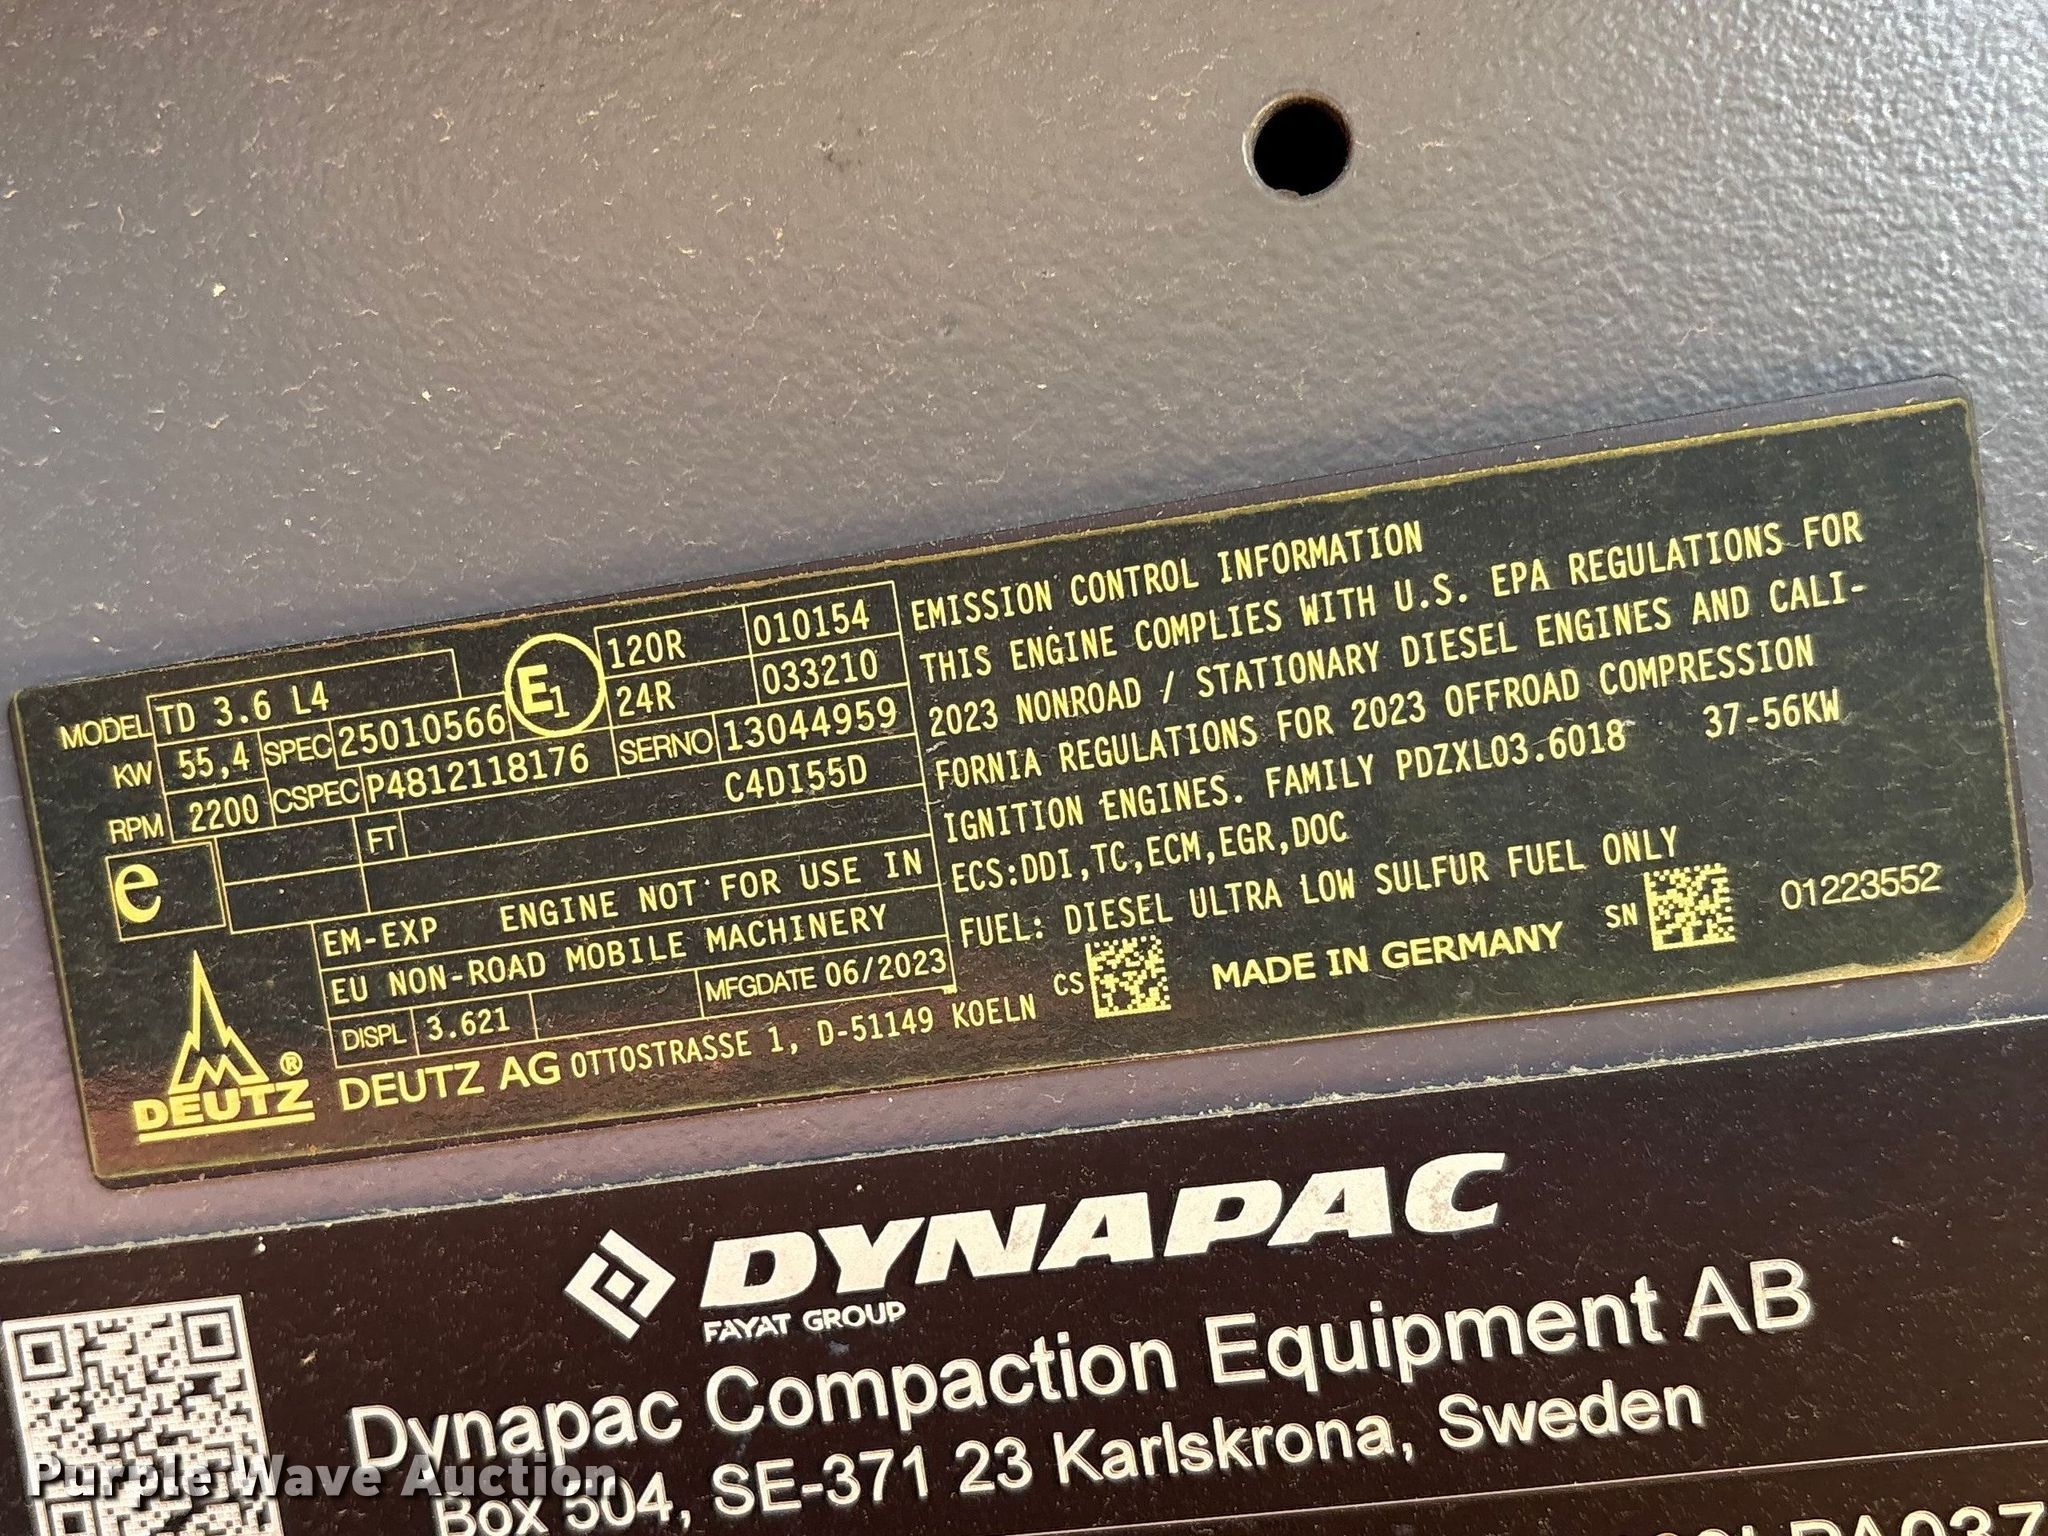 MODEL TD 3.6 L4
E1 120R 010154
24R 033210
KW 55,4 SPEC 25010566
RPM 2200 CSPEC P4812118176 SERNO 13044959
e FT C4DI55D
EM-EXP ENGINE NOT FOR USE IN
EU NON-ROAD MOBILE MACHINERY
DISPL 3.621 MFGDATE 06/2023
DEUTZ ® DEUTZ AG OTTOSTRASSE 1, D-51149 KOELN
EMISSION CONTROL INFORMATION
THIS ENGINE COMPLIES WITH U.S. EPA REGULATIONS FOR
2023 NONROAD / STATIONARY DIESEL ENGINES AND CALI-
FORNIA REGULATIONS FOR 2023 OFFROAD COMPRESSION
IGNITION ENGINES. FAMILY PDZXL03.6018 37-56KW
ECS:DDI,TC,ECM,EGR,DOC
FUEL: DIESEL ULTRA LOW SULFUR FUEL ONLY
CS MADE IN GERMANY SN 01223552
DYNAPAC
FAYAT GROUP
Dynapac Compaction Equipment AB
Box 504, SE-371 23 Karlskrona, Sweden
Purple Wave Auction